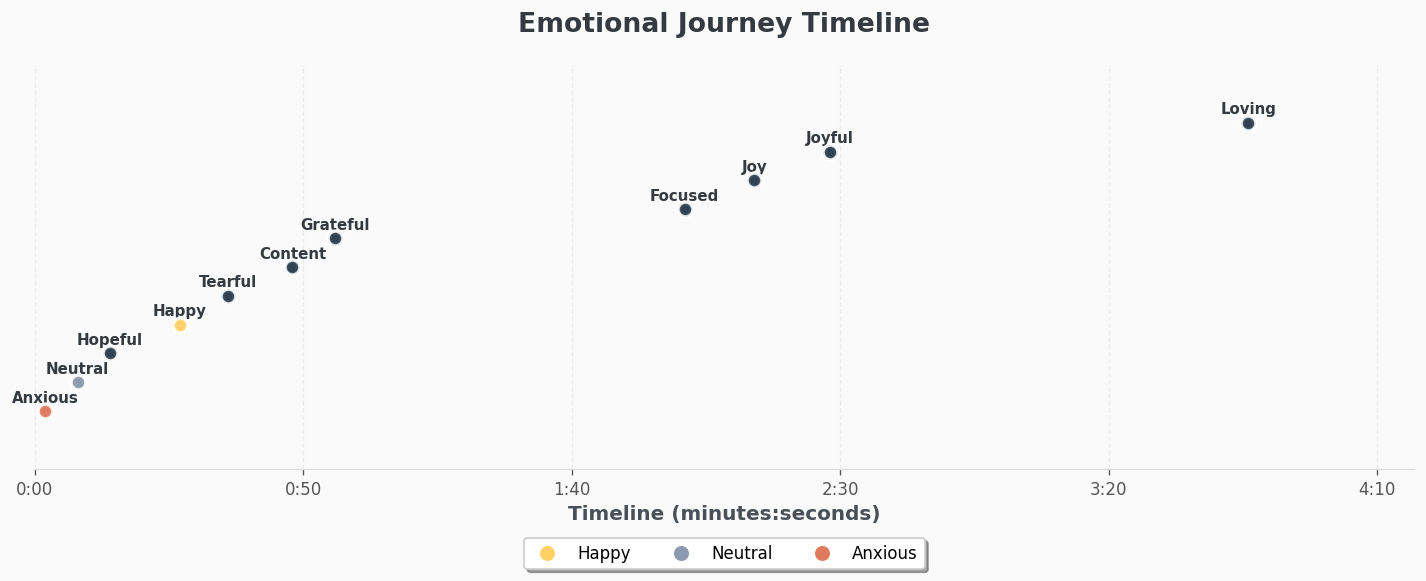 Emotional Journey Timeline
Loving
Joyful
Joy
Focused
Grateful
Content
Tearful
Happy
Hopeful
Neutral
Anxious
0:00 0:50 1:40 2:30 3:20 4:10
Timeline (minutes:seconds)
Happy Neutral Anxious